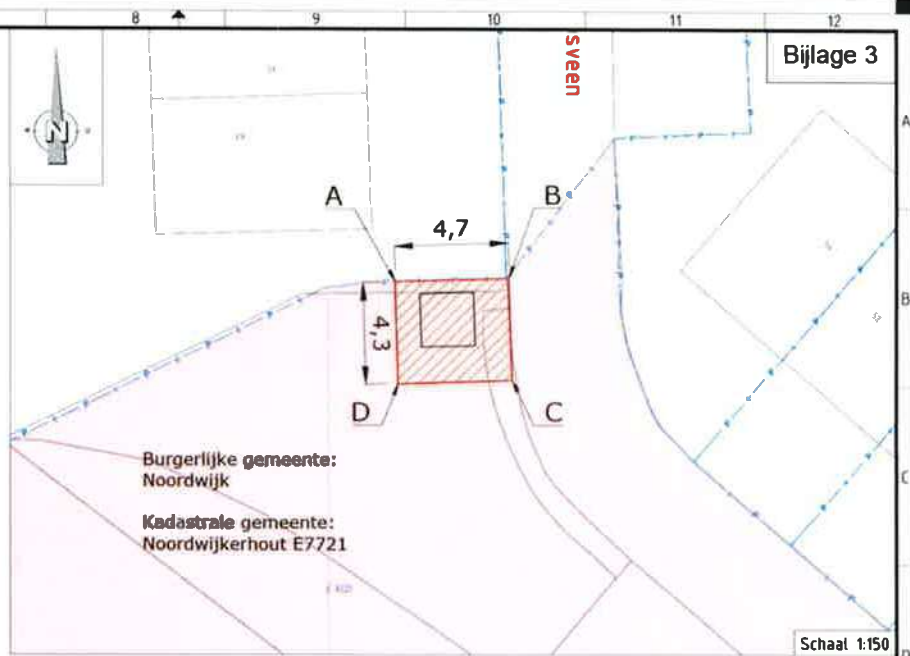 8 9 10 11 12
Bijlage 3
sveen
N
A
B
A
4,7
B
4,3
D
C
Burgerlijke gemeente:
Noordwijk
C
Kadastrale gemeente:
Noordwijkerhout E7721
Schaal 1:150
D